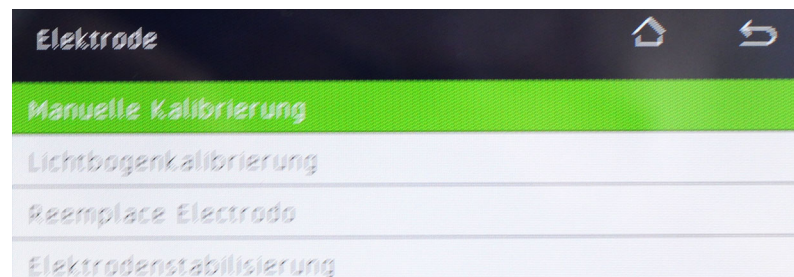 Elektrode
Manuelle Kalibrierung
Lichtbogenkalibrierung
Reemplace Electrodo
Elektrodenstabilisierung